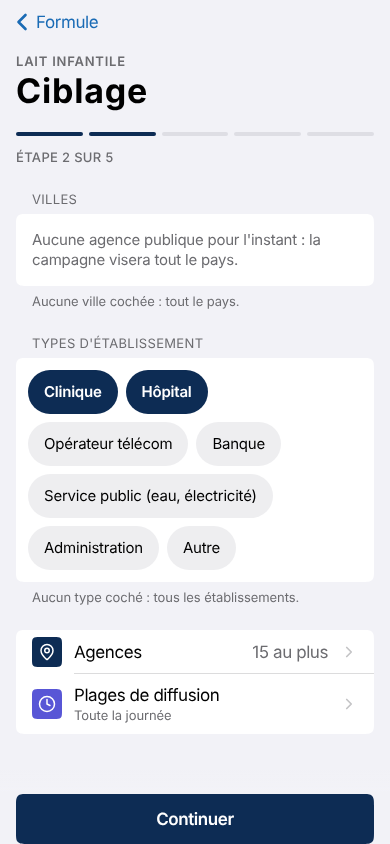 Formule
LAIT INFANTILE
Ciblage
ÉTAPE 2 SUR 5
VILLES
Aucune agence publique pour l'instant : la
campagne visera tout le pays.
Aucune ville cochée : tout le pays.
TYPES D'ÉTABLISSEMENT
Clinique
Hôpital
Opérateur télécom
Banque
Service public (eau, électricité)
Administration
Autre
Aucun type coché : tous les établissements.
Agences
15 au plus
Plages de diffusion
Toute la journée
Continuer